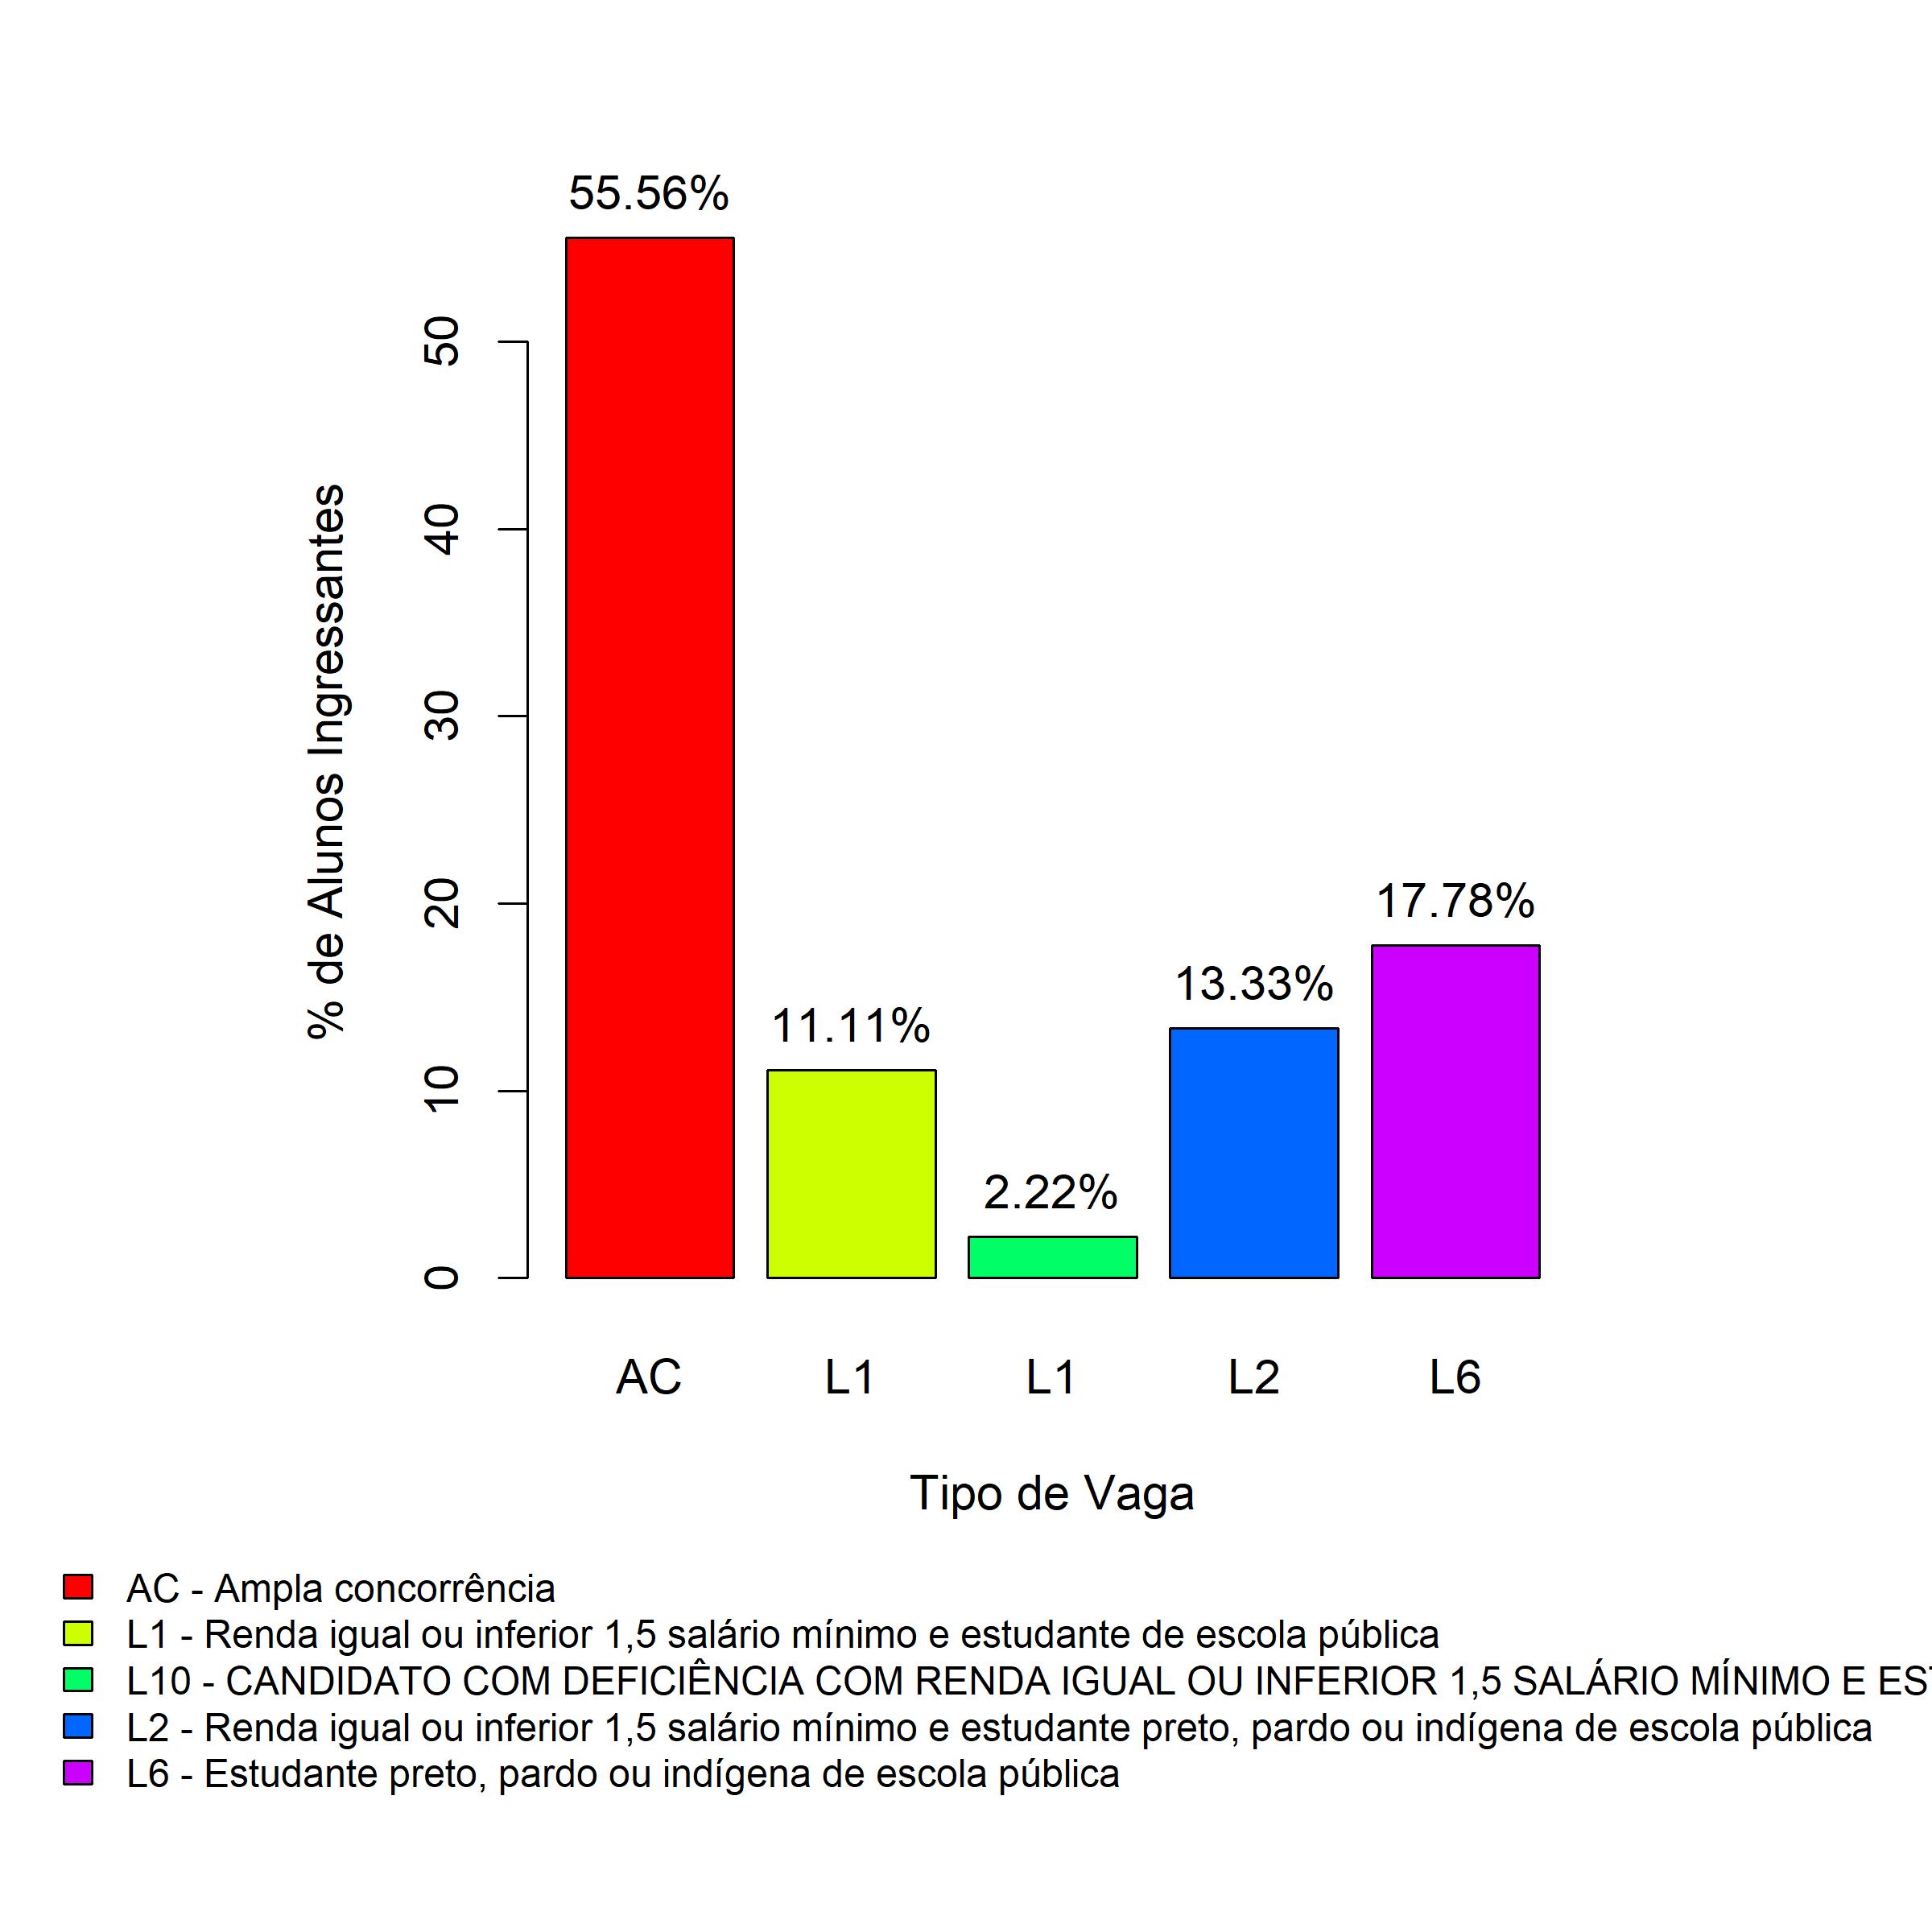 55.56%
50
40
30
20
10
0
% de Alunos Ingressantes
17.78%
13.33%
11.11%
2.22%
AC L1 L1 L2 L6
Tipo de Vaga
AC - Ampla concorrência
L1 - Renda igual ou inferior 1,5 salário mínimo e estudante de escola pública
L10 - CANDIDATO COM DEFICIÊNCIA COM RENDA IGUAL OU INFERIOR 1,5 SALÁRIO MÍNIMO E
L2 - Renda igual ou inferior 1,5 salário mínimo e estudante preto, pardo ou indígena de escola pública
L6 - Estudante preto, pardo ou indígena de escola pública